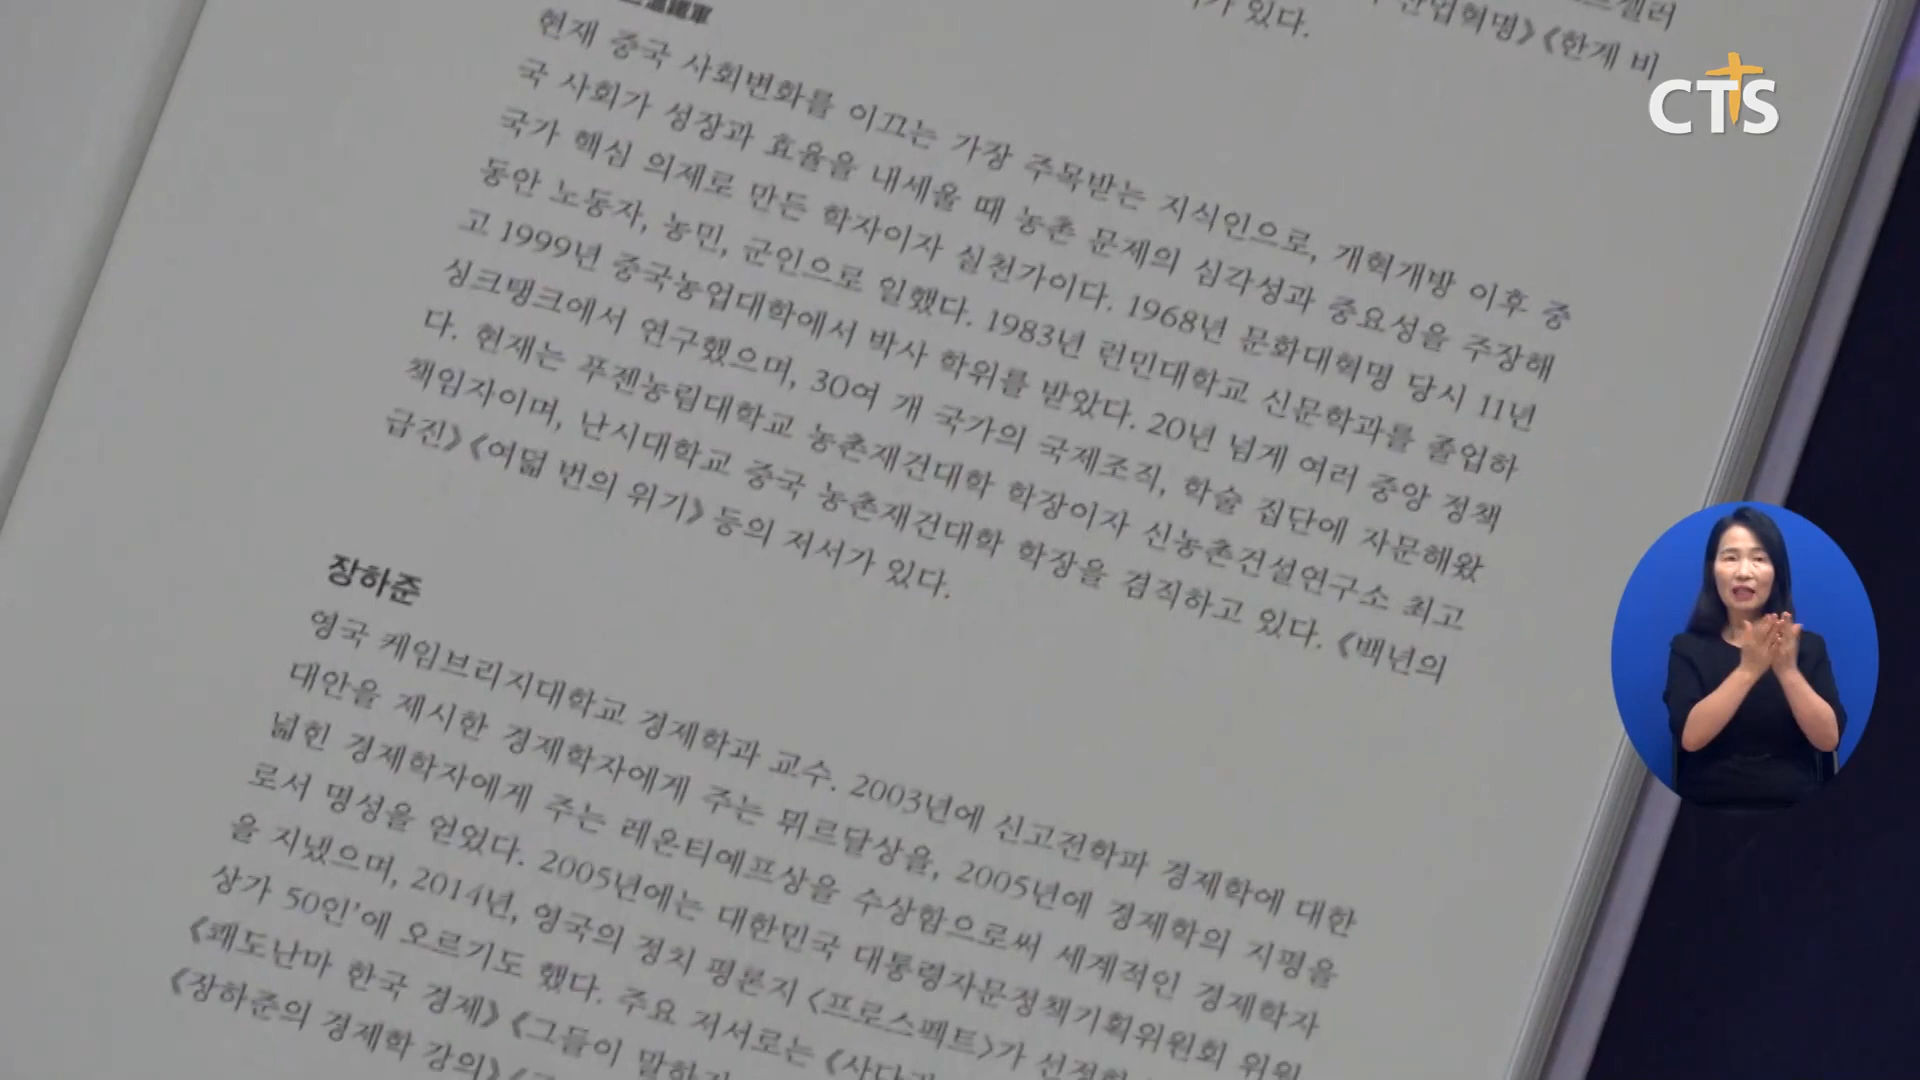 산업혁명》《한계 비
가 있다.
현재 중국 사회변화를 이끄는 가장 주목받는 지식인으로, 개혁개방 이후 중
국 사회가 성장과 효율을 내세울 때 농촌 문제의 심각성과 중요성을 주장해
국가 핵심 의제로 만든 학자이자 실천가이다. 1968년 문화대혁명 당시 11년
동안 노동자, 농민, 군인으로 일했다. 1983년 런민대학교 신문학과를 졸업하
고 1999년 중국농업대학에서 박사 학위를 받았다. 20년 넘게 여러 중앙 정책
싱크탱크에서 연구했으며, 30여 개 국가의 국제조직, 학술 집단에 자문해왔
다. 현재는 푸젠농림대학교 농촌재건대학 학장이자 신농촌건설연구소 최고
책임자이며, 난시대학교 중국 농촌재건대학 학장을 겸직하고 있다. 《백년의
급진》《여덟 번의 위기》 등의 저서가 있다.
장하준
영국 케임브리지대학교 경제학과 교수. 2003년에 신고전학파 경제학에 대한
대안을 제시한 경제학자에게 주는 뮈르달상을, 2005년에 경제학의 지평을
넓힌 경제학자에게 주는 레온티에프상을 수상함으로써 세계적인 경제학자
로서 명성을 얻었다. 2005년에는 대한민국 대통령자문정책기획위원회 위원
을 지냈으며, 2014년, 영국의 정치 평론지 〈프로스펙트〉가 선정한
상가 50인’에 오르기도 했다. 주요 저서로는 《사다리
《쾌도난마 한국 경제》《그들이 말하지
《장하준의 경제학 강의》
CTS